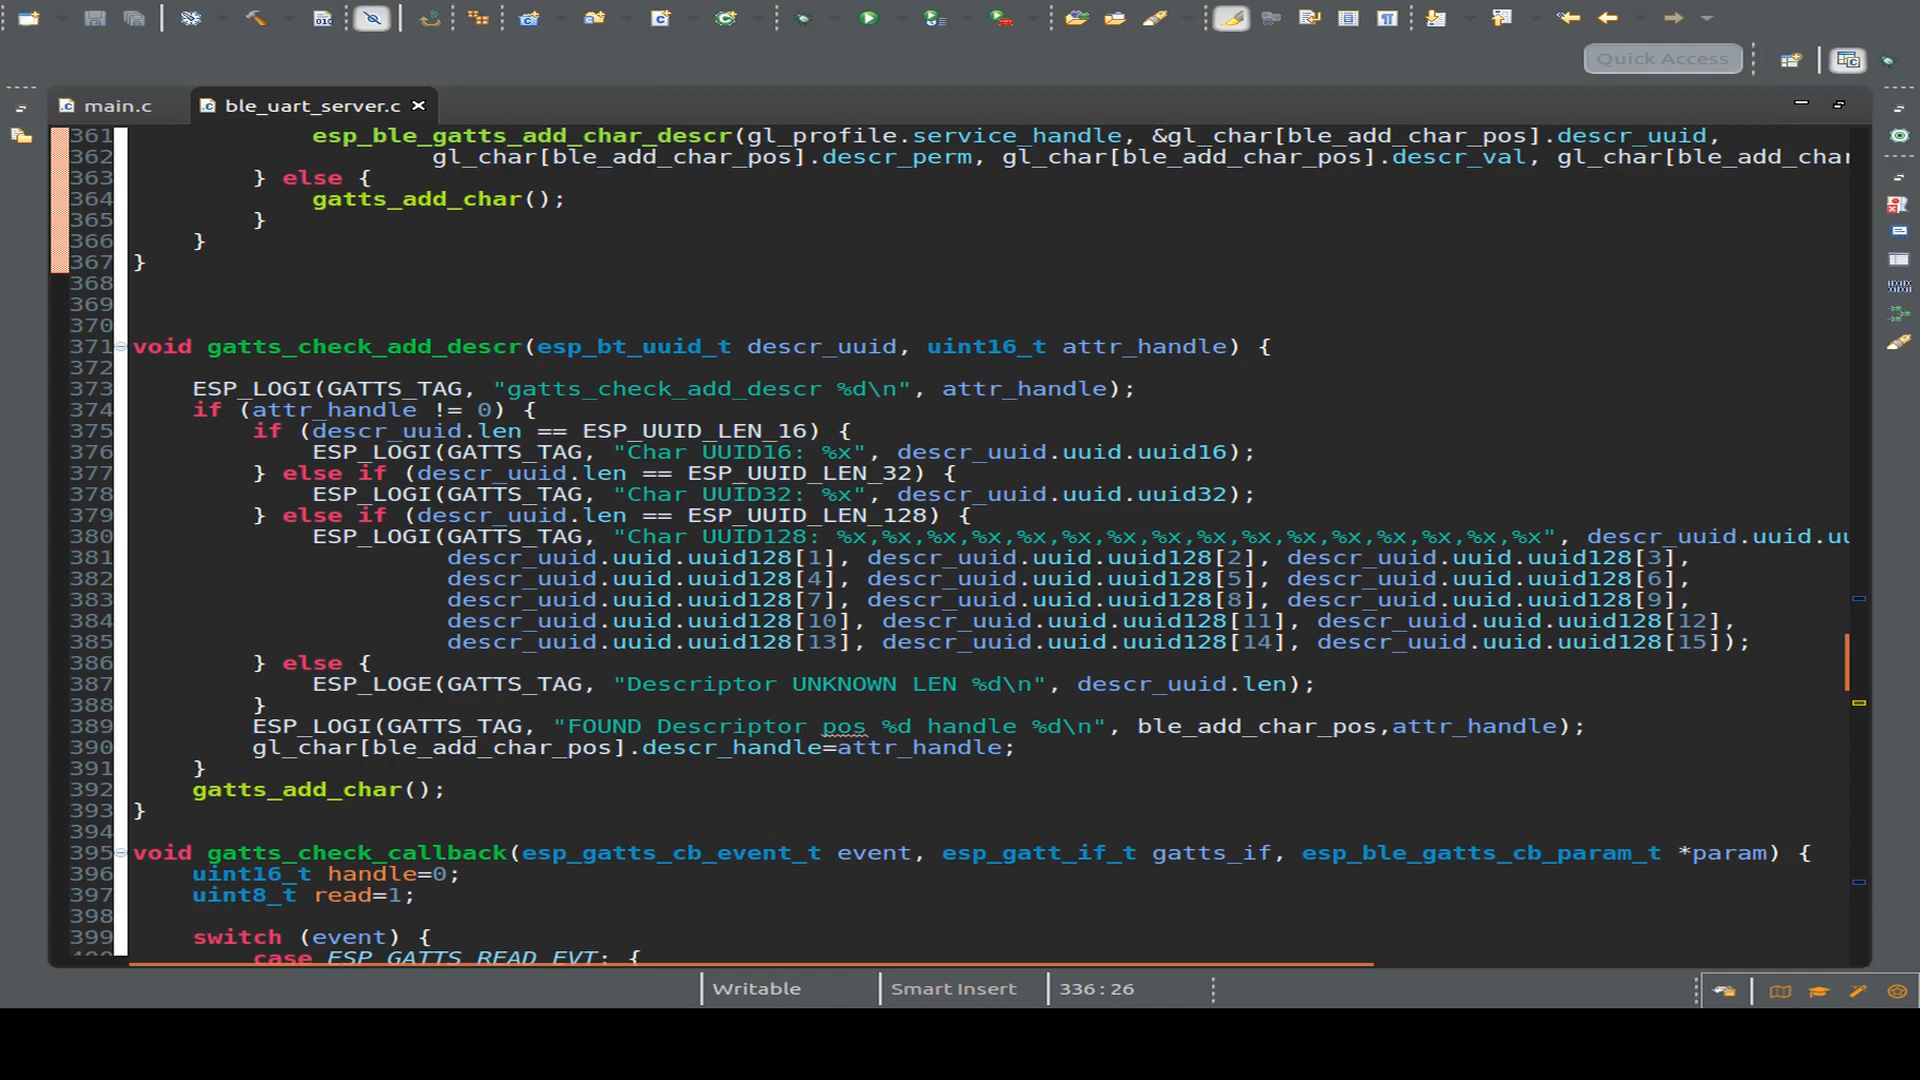 Quick Access
main.c
ble_uart_server.c
361 esp_ble_gatts_add_char_descr(gl_profile.service_handle, &gl_char[ble_add_char_pos].descr_uuid,
362 gl_char[ble_add_char_pos].descr_perm, gl_char[ble_add_char_pos].descr_val, gl_char[ble_add_char
363 } else {
364 gatts_add_char();
365 }
366 }
367 }
368
369
370
371 void gatts_check_add_descr(esp_bt_uuid_t descr_uuid, uint16_t attr_handle) {
372
373 ESP_LOGI(GATTS_TAG, "gatts_check_add_descr %d\n", attr_handle);
374 if (attr_handle != 0) {
375 if (descr_uuid.len == ESP_UUID_LEN_16) {
376 ESP_LOGI(GATTS_TAG, "Char UUID16: %x", descr_uuid.uuid.uuid16);
377 } else if (descr_uuid.len == ESP_UUID_LEN_32) {
378 ESP_LOGI(GATTS_TAG, "Char UUID32: %x", descr_uuid.uuid.uuid32);
379 } else if (descr_uuid.len == ESP_UUID_LEN_128) {
380 ESP_LOGI(GATTS_TAG, "Char UUID128: %x,%x,%x,%x,%x,%x,%x,%x,%x,%x,%x,%x,%x,%x,%x,%x", descr_uuid.uuid.uu
381 descr_uuid.uuid.uuid128[1], descr_uuid.uuid.uuid128[2], descr_uuid.uuid.uuid128[3],
382 descr_uuid.uuid.uuid128[4], descr_uuid.uuid.uuid128[5], descr_uuid.uuid.uuid128[6],
383 descr_uuid.uuid.uuid128[7], descr_uuid.uuid.uuid128[8], descr_uuid.uuid.uuid128[9],
384 descr_uuid.uuid.uuid128[10], descr_uuid.uuid.uuid128[11], descr_uuid.uuid.uuid128[12],
385 descr_uuid.uuid.uuid128[13], descr_uuid.uuid.uuid128[14], descr_uuid.uuid.uuid128[15]);
386 } else {
387 ESP_LOGE(GATTS_TAG, "Descriptor UNKNOWN LEN %d\n", descr_uuid.len);
388 }
389 ESP_LOGI(GATTS_TAG, "FOUND Descriptor pos %d handle %d\n", ble_add_char_pos,attr_handle);
390 gl_char[ble_add_char_pos].descr_handle=attr_handle;
391 }
392 gatts_add_char();
393 }
394
395 void gatts_check_callback(esp_gatts_cb_event_t event, esp_gatt_if_t gatts_if, esp_ble_gatts_cb_param_t *param) {
396 uint16_t handle=0;
397 uint8_t read=1;
398
399 switch (event) {
400 case ESP_GATTS_READ_EVT: {
Writable
Smart Insert
336 : 26